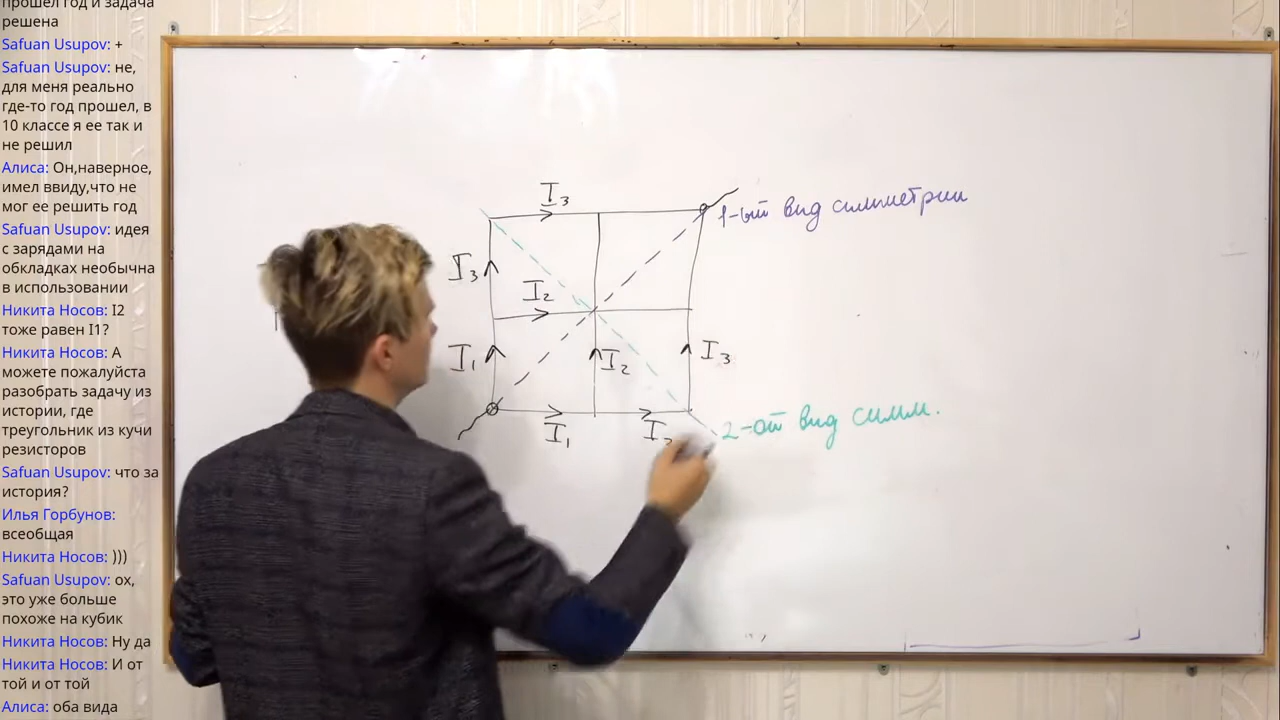 прошел год и задача
решена
Safuan Usupov: +
Safuan Usupov: не,
для меня реально
где-то год прошел, в
10 классе я ее так и
не решил
Алиса: Он,наверное,
имел ввиду,что не
мог ее решить год
Safuan Usupov: идея
с зарядами на
обкладках необычна
в использовании
Никита Носов: I2
тоже равен I1?
Никита Носов: А
можете пожалуйста
разобрать задачу из
истории, где
треугольник из кучи
резисторов
Safuan Usupov: что за
история?
Илья Горбунов:
всеобщая
Никита Носов: )))
Safuan Usupov: ох,
это уже больше
похоже на кубик
Никита Носов: Ну да
Никита Носов: И от
той и от той
Алиса: оба вида
I₃
1-ый вид симметрии
I₃
I₂
I₁
I₂
I₃
2-ой вид симм.
I₁